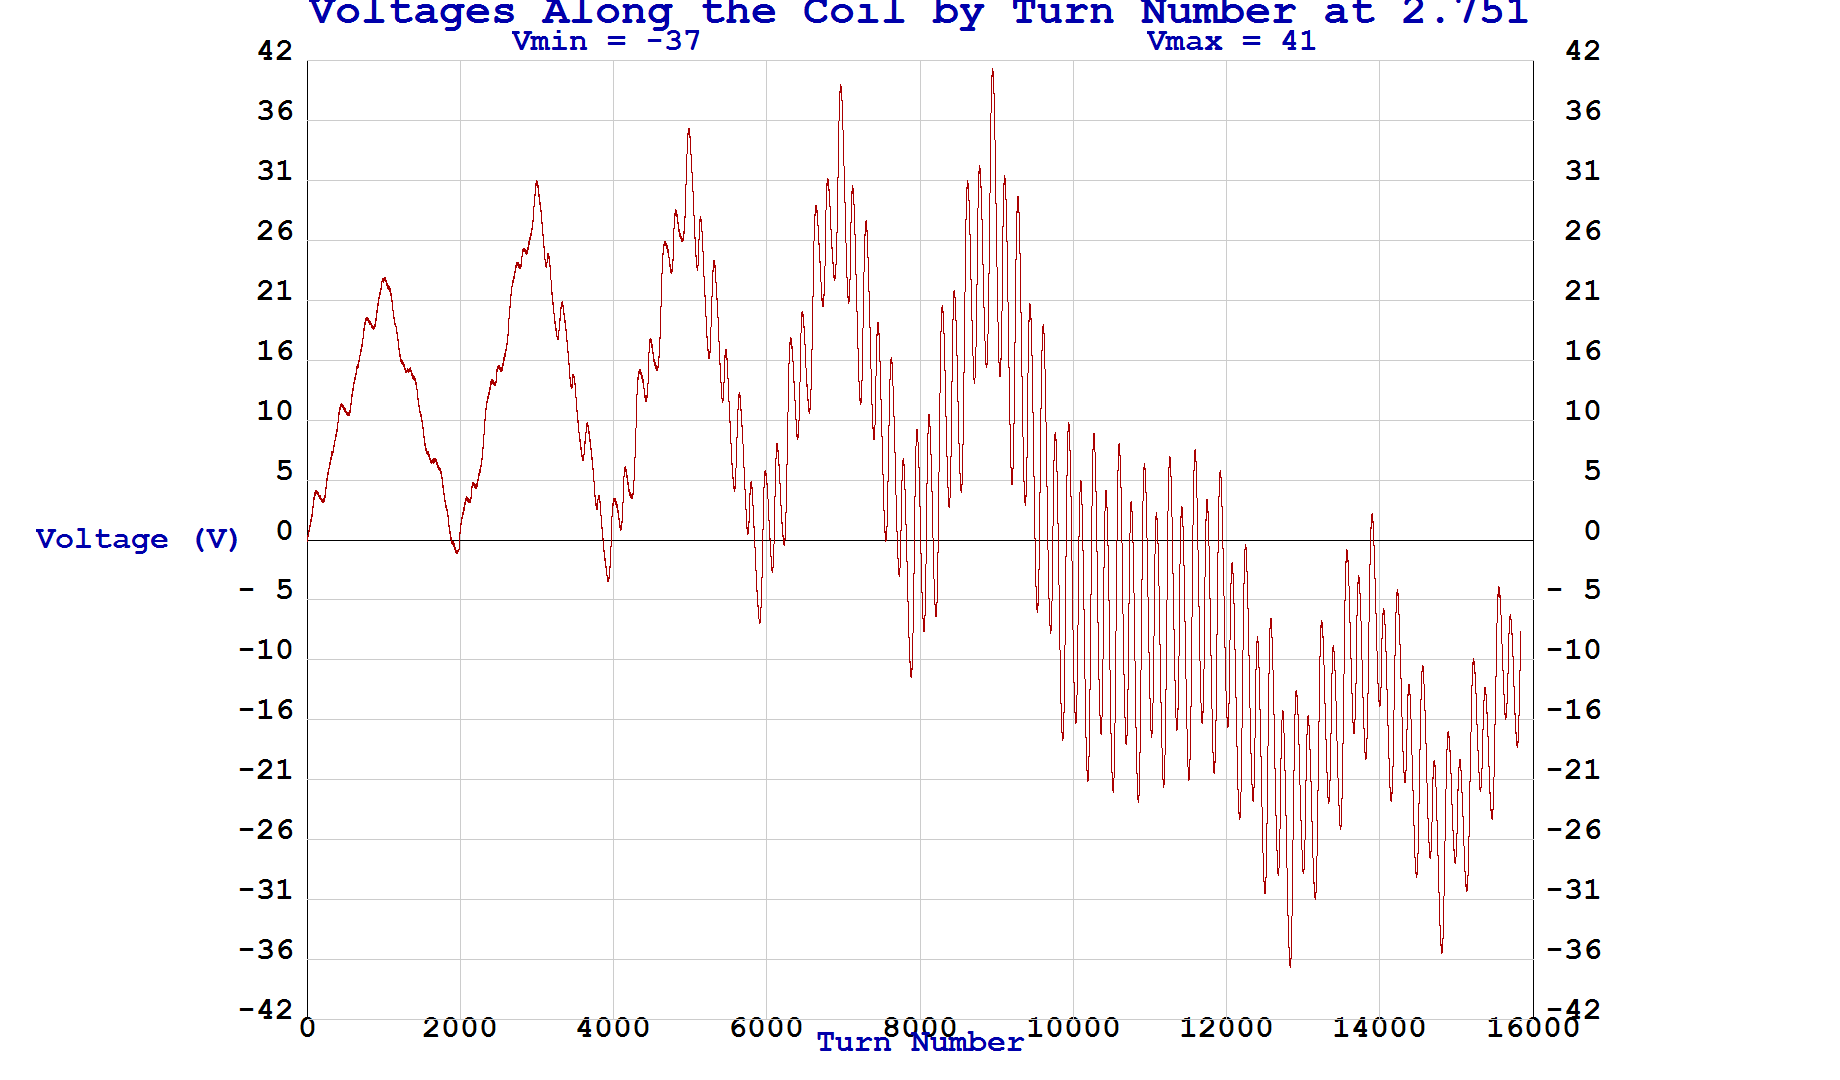 Voltages Along the Coil by Turn Number at 2.751
Vmin = -37 Vmax = 41
42 42
36 36
31 31
26 26
21 21
16 16
10 10
5 5
Voltage (V) 0 0
- 5 - 5
-10 -10
-16 -16
-21 -21
-26 -26
-31 -31
-36 -36
-42 -42
0 2000 4000 6000 8000 10000 12000 14000 16000
Turn Number